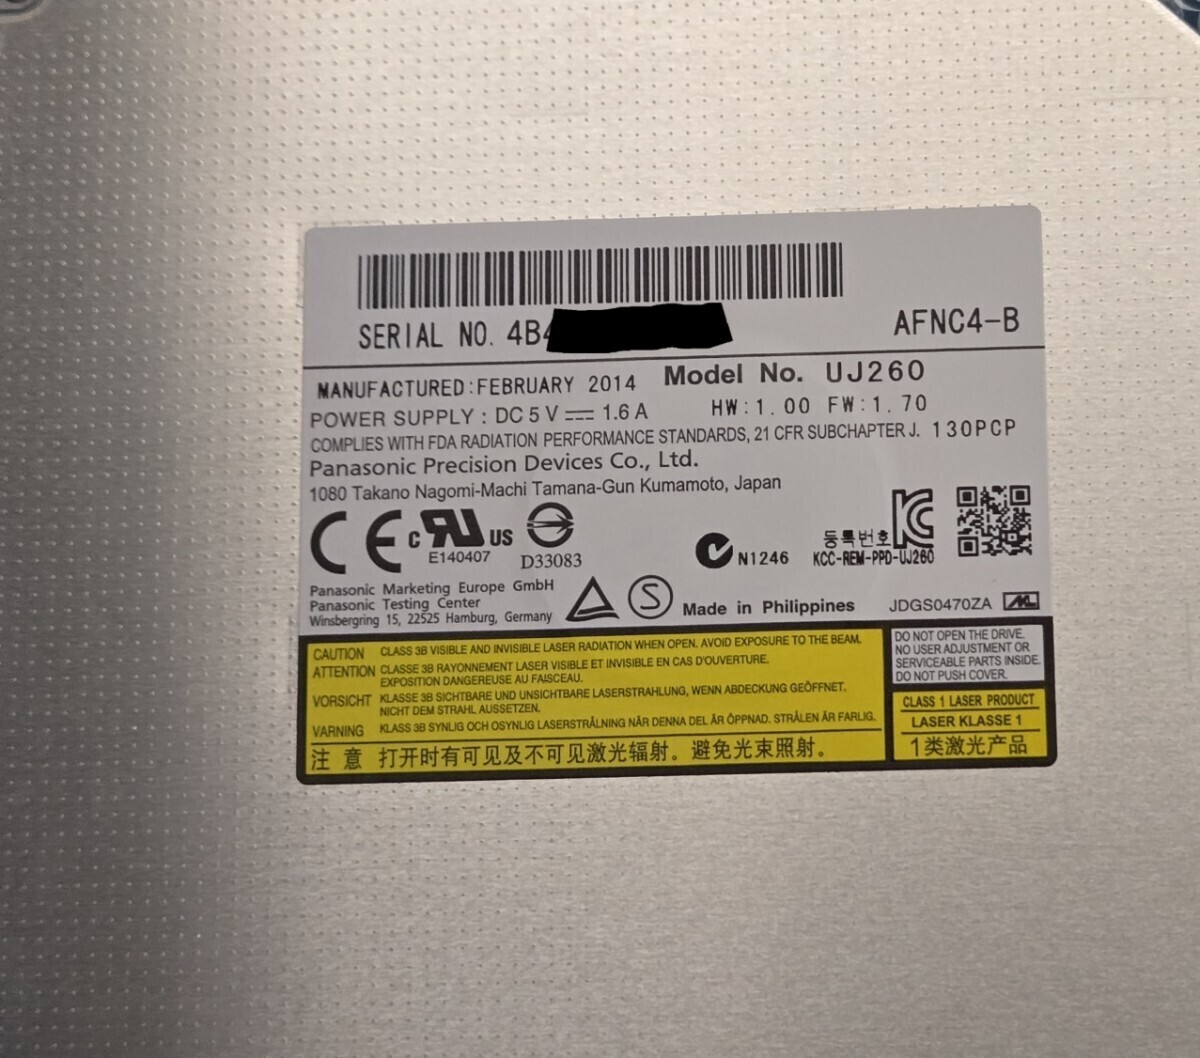 SERIAL NO. 4B4
AFNC4-B
MANUFACTURED:FEBRUARY 2014 Model No. UJ260
POWER SUPPLY : DC 5 V 1.6 A HW:1.00 FW:1.70
COMPLIES WITH FDA RADIATION PERFORMANCE STANDARDS, 21 CFR SUBCHAPTER J. 130PCP
Panasonic Precision Devices Co., Ltd.
1080 Takano Nagomi-Machi Tamana-Gun Kumamoto, Japan
CE c RU US
E140407 D33083
N1246
등록번호
KCC-REM-PPD-UJ260
Panasonic Marketing Europe GmbH
Panasonic Testing Center
Winsbergring 15, 22525 Hamburg, Germany
S
Made in Philippines JDGS0470ZA
CAUTION CLASS 3B VISIBLE AND INVISIBLE LASER RADIATION WHEN OPEN. AVOID EXPOSURE TO THE BEAM.
ATTENTION CLASSE 3B RAYONNEMENT LASER VISIBLE ET INVISIBLE EN CAS D'OUVERTURE.
EXPOSITION DANGEREUSE AU FAISCEAU.
VORSICHT KLASSE 3B SICHTBARE UND UNSICHTBARE LASERSTRAHLUNG, WENN ABDECKUNG GEÖFFNET.
NICHT DEM STRAHL AUSSETZEN.
VARNING KLASS 3B SYNLIG OCH OSYNLIG LASERSTRÅLNING NÄR DENNA DEL ÄR ÖPPNAD. STRÅLEN ÄR FARLIG.
注 意 打开时有可见及不可见激光辐射。避免光束照射。
DO NOT OPEN THE DRIVE.
NO USER ADJUSTMENT OR
SERVICEABLE PARTS INSIDE.
DO NOT PUSH COVER.
CLASS 1 LASER PRODUCT
LASER KLASSE 1
1类激光产品